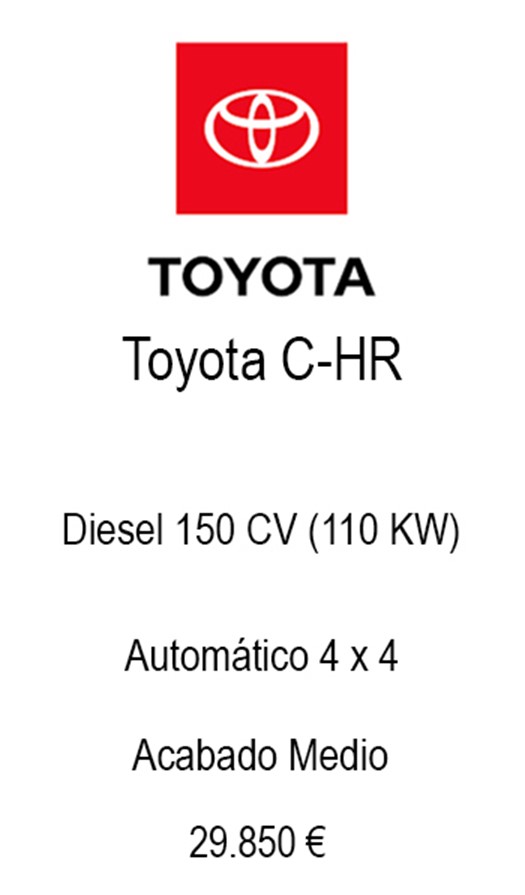 TOYOTA
Toyota C-HR
Diesel 150 CV (110 KW)
Automático 4 x 4
Acabado Medio
29.850 €